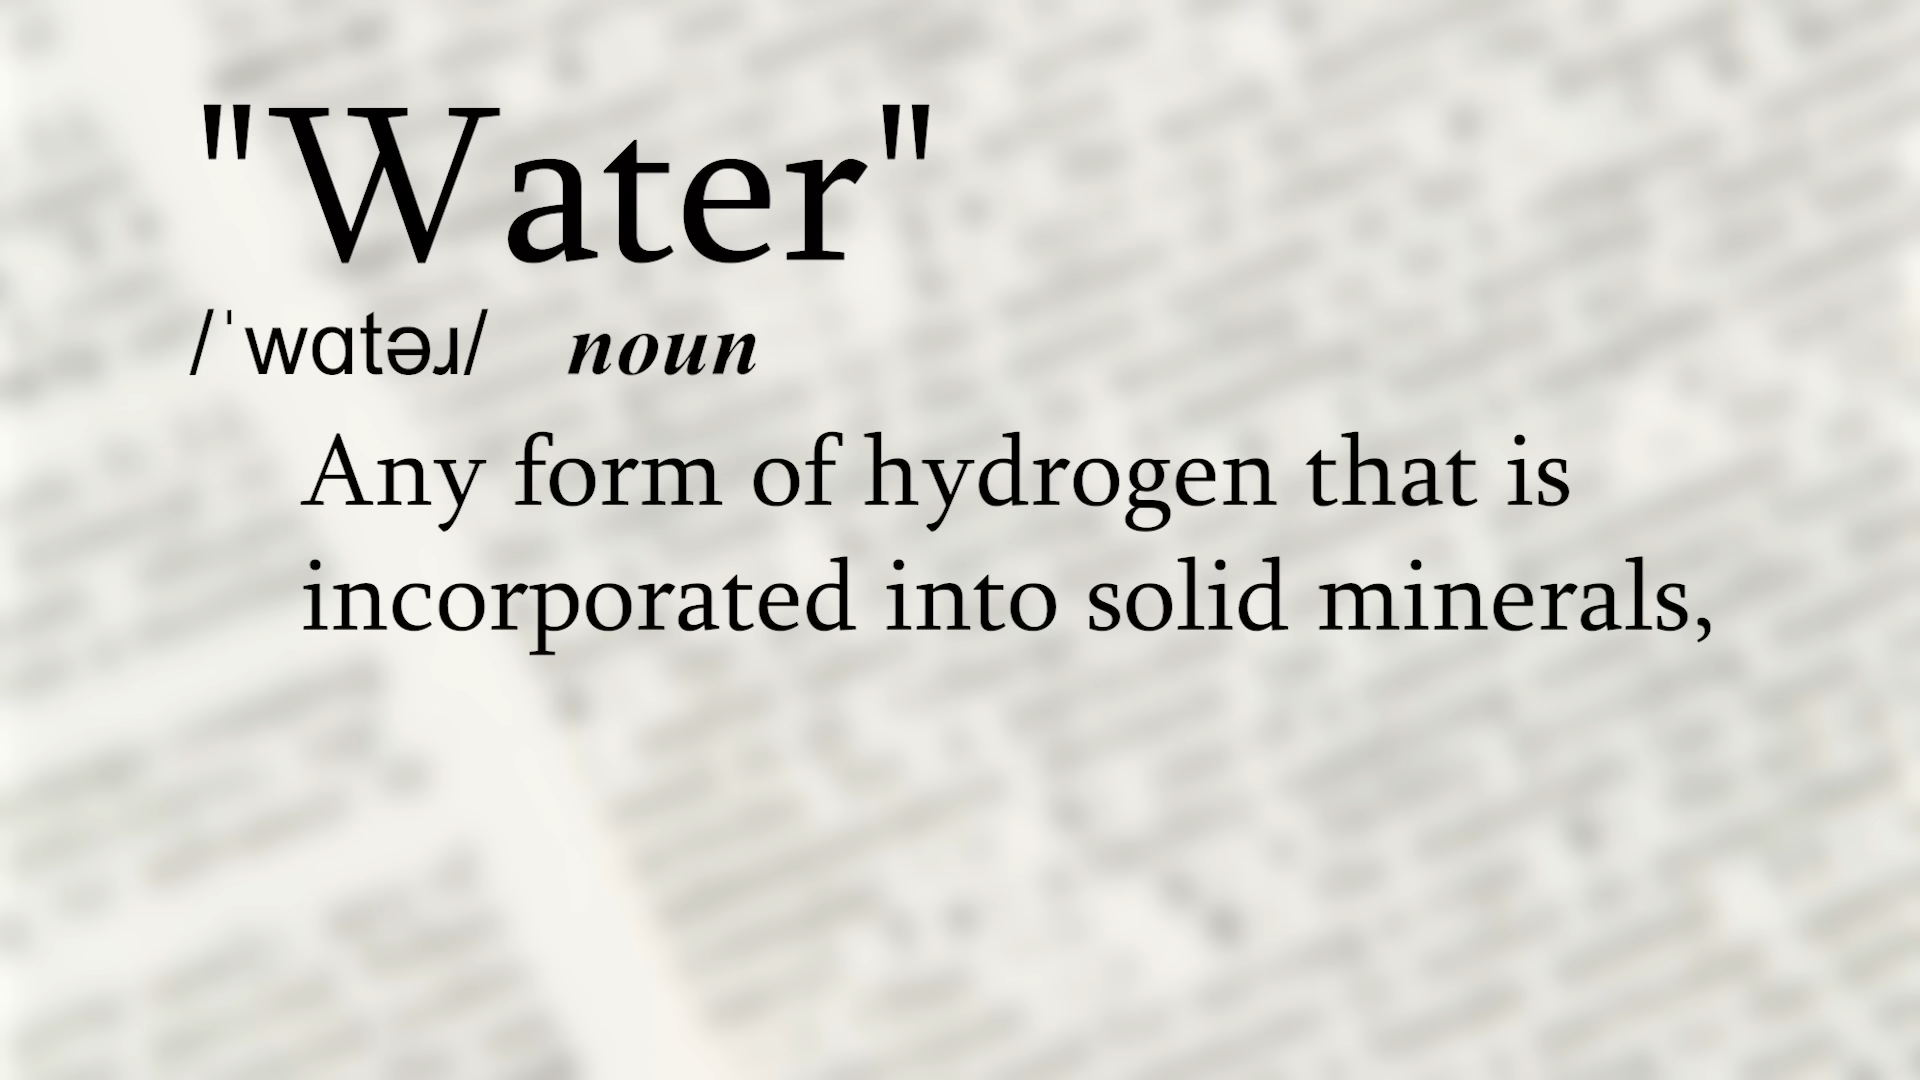 "Water"
/ˈwɑtəɹ/ noun
Any form of hydrogen that is
incorporated into solid minerals,